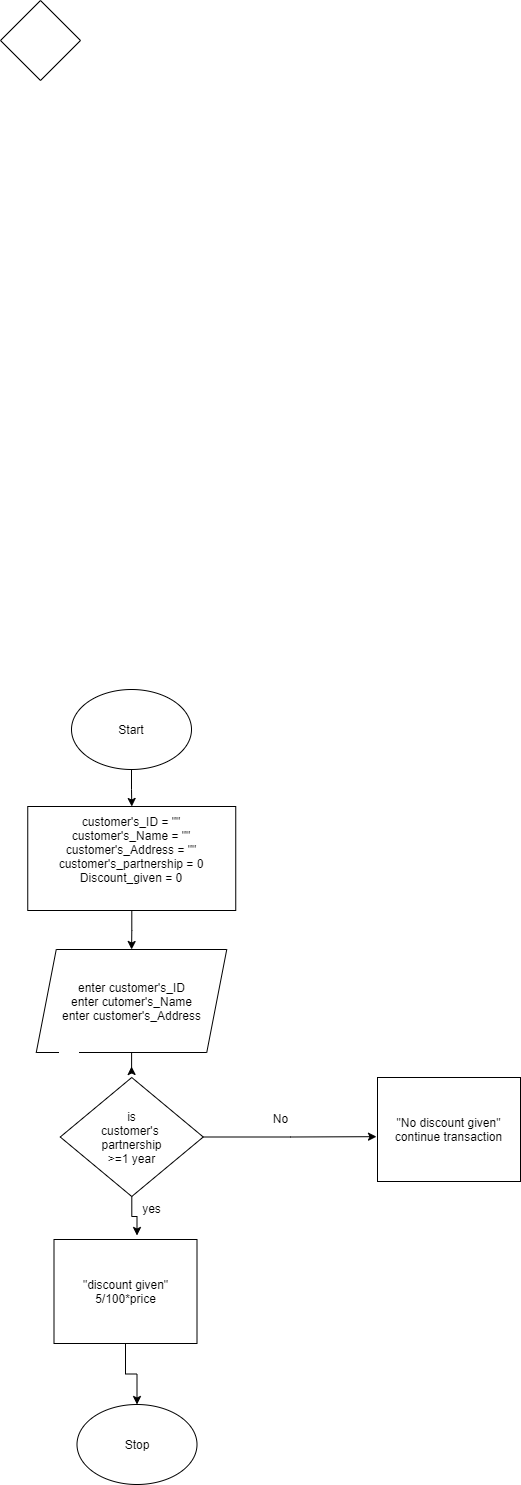 Start
customer's_ID = ""
customer's_Name = ""
customer's_Address = ""
customer's_partnership = 0
Discount_given = 0
enter customer's_ID
enter cutomer's_Name
enter customer's_Address
is
customer's
partnership
>=1 year
No
"No discount given"
continue transaction
yes
"discount given"
5/100*price
Stop